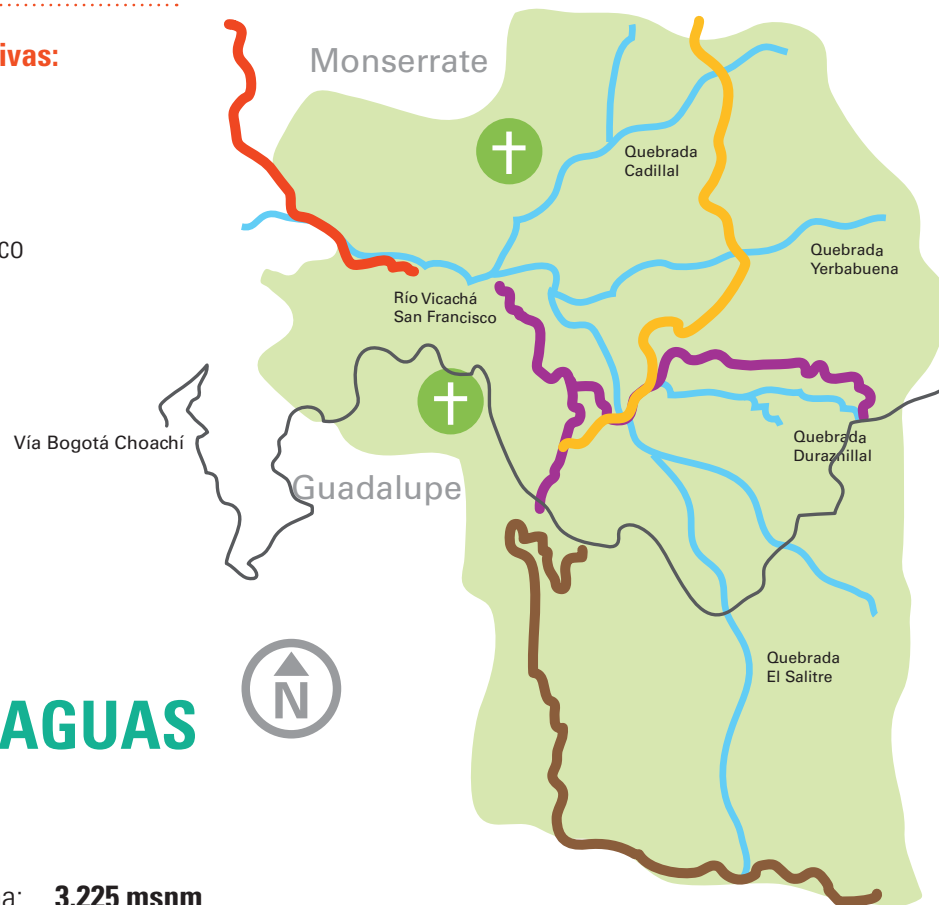 ivas:
Monserrate
Quebrada
Cadillal
co
Quebrada
Yerbabuena
Río Vicachá
San Francisco
Vía Bogotá Choachí
Quebrada
Duraznillal
Guadalupe
Quebrada
El Salitre
N
AGUAS
a: 3.225 msnm